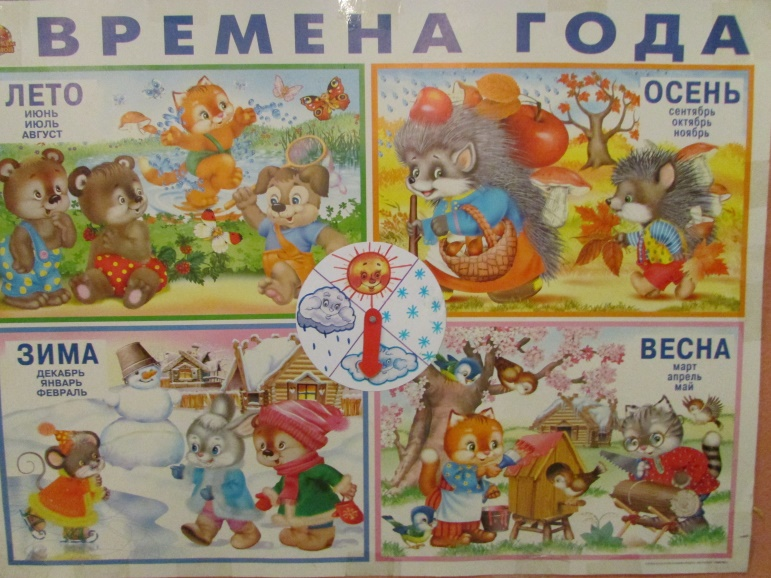 ВРЕМЕНА ГОДА
ЛЕТО
ИЮНЬ
ИЮЛЬ
АВГУСТ
ОСЕНЬ
сентябрь
октябрь
ноябрь
ЗИМА
ДЕКАБРЬ
ЯНВАРЬ
ФЕВРАЛЬ
ВЕСНА
март
апрель
май